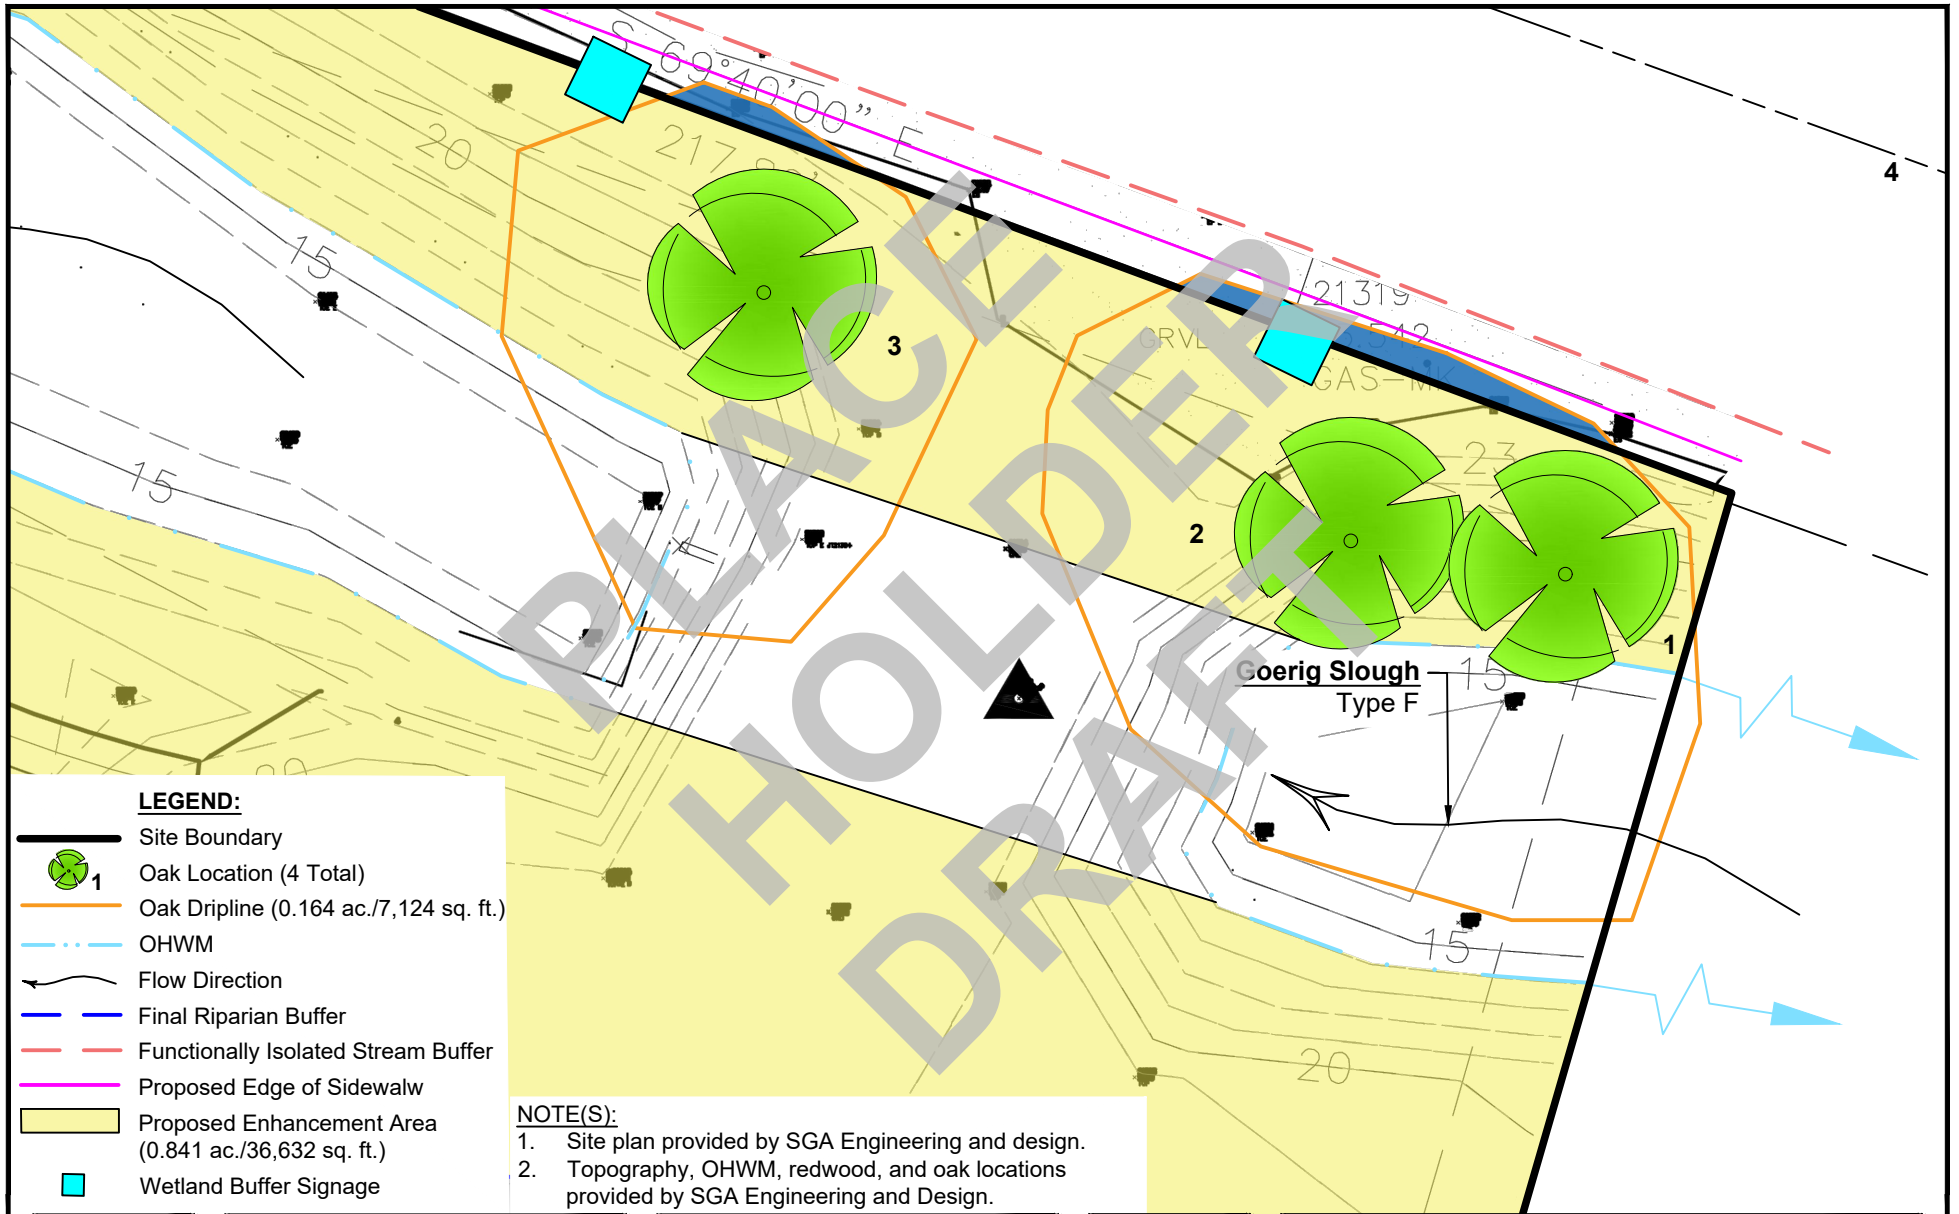 S 69°40'00" E
20
217
15
4
21319
GRVL
GAS-M
3
23
2
15
1
Goerig Slough
Type F
15
15
20
PLACE
HOLDER
DRAFT
LEGEND:
Site Boundary
1 Oak Location (4 Total)
Oak Dripline (0.164 ac./7,124 sq. ft.)
OHWM
Flow Direction
Final Riparian Buffer
Functionally Isolated Stream Buffer
Proposed Edge of Sidewalw
Proposed Enhancement Area
(0.841 ac./36,632 sq. ft.)
Wetland Buffer Signage
NOTE(S):
1. Site plan provided by SGA Engineering and design.
2. Topography, OHWM, redwood, and oak locations
provided by SGA Engineering and Design.